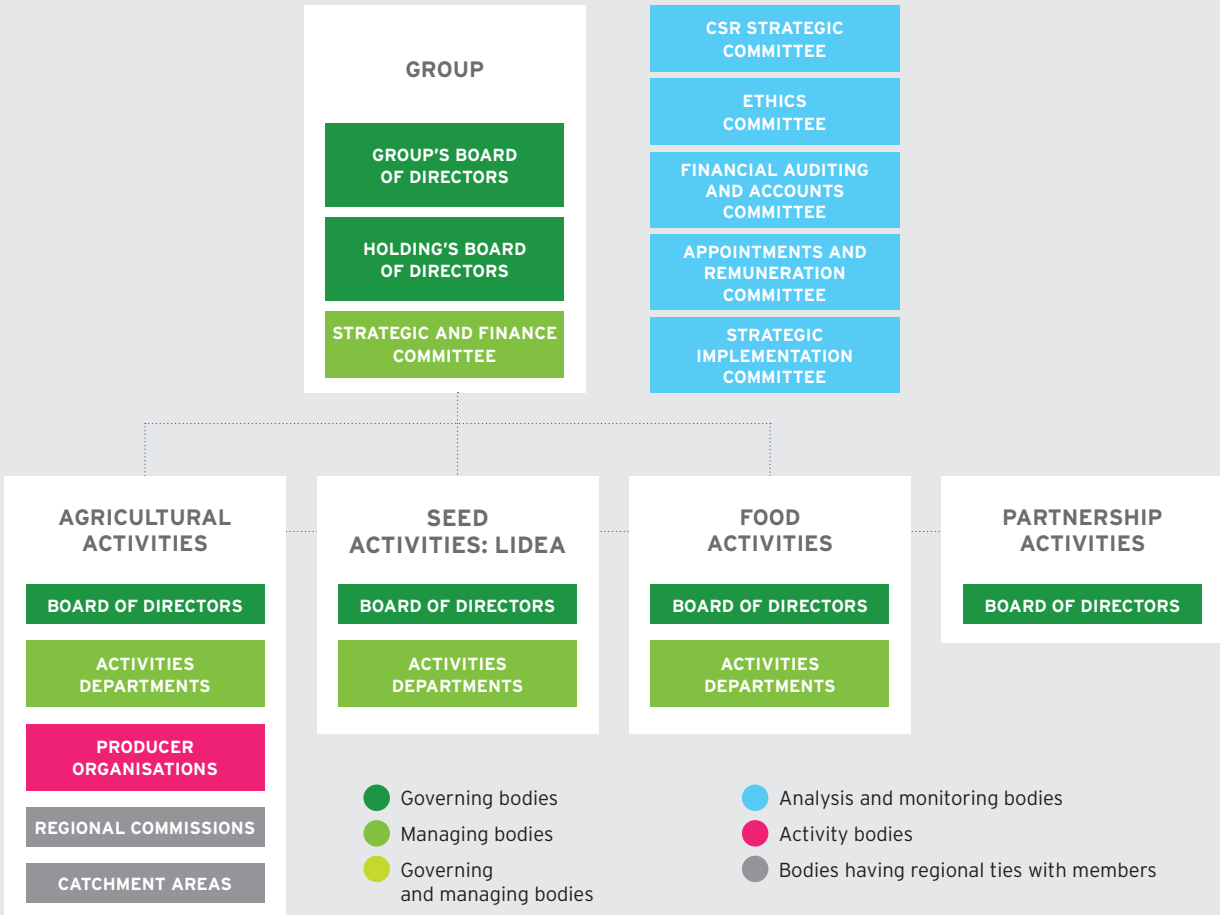 GROUP
GROUP'S BOARD
OF DIRECTORS
HOLDING'S BOARD
OF DIRECTORS
STRATEGIC AND FINANCE
COMMITTEE
CSR STRATEGIC
COMMITTEE
ETHICS
COMMITTEE
FINANCIAL AUDITING
AND ACCOUNTS
COMMITTEE
APPOINTMENTS AND
REMUNERATION
COMMITTEE
STRATEGIC
IMPLEMENTATION
COMMITTEE
AGRICULTURAL
ACTIVITIES
BOARD OF DIRECTORS
ACTIVITIES
DEPARTMENTS
PRODUCER
ORGANISATIONS
REGIONAL COMMISSIONS
CATCHMENT AREAS
SEED
ACTIVITIES: LIDEA
BOARD OF DIRECTORS
ACTIVITIES
DEPARTMENTS
FOOD
ACTIVITIES
BOARD OF DIRECTORS
ACTIVITIES
DEPARTMENTS
PARTNERSHIP
ACTIVITIES
BOARD OF DIRECTORS
Governing bodies
Managing bodies
Governing
and managing bodies
Analysis and monitoring bodies
Activity bodies
Bodies having regional ties with members